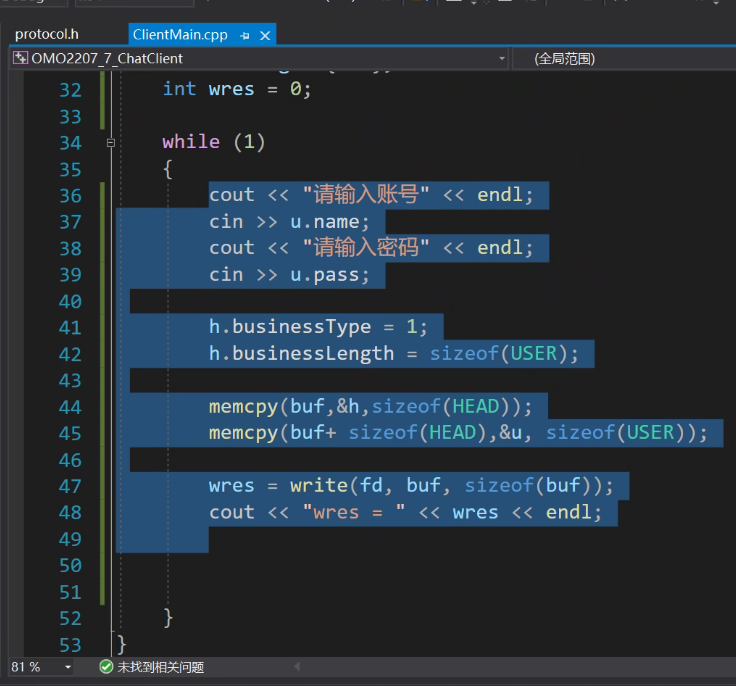 protocol.h
ClientMain.cpp
OMO2207_7_ChatClient
(全局范围)
32 int wres = 0;
33
34 while (1)
35 {
36 cout << "请输入账号" << endl;
37 cin >> u.name;
38 cout << "请输入密码" << endl;
39 cin >> u.pass;
40
41 h.businessType = 1;
42 h.businessLength = sizeof(USER);
43
44 memcpy(buf,&h,sizeof(HEAD));
45 memcpy(buf+ sizeof(HEAD),&u, sizeof(USER));
46
47 wres = write(fd, buf, sizeof(buf));
48 cout << "wres = " << wres << endl;
49
50
51
52 }
53 }
81 %
未找到相关问题